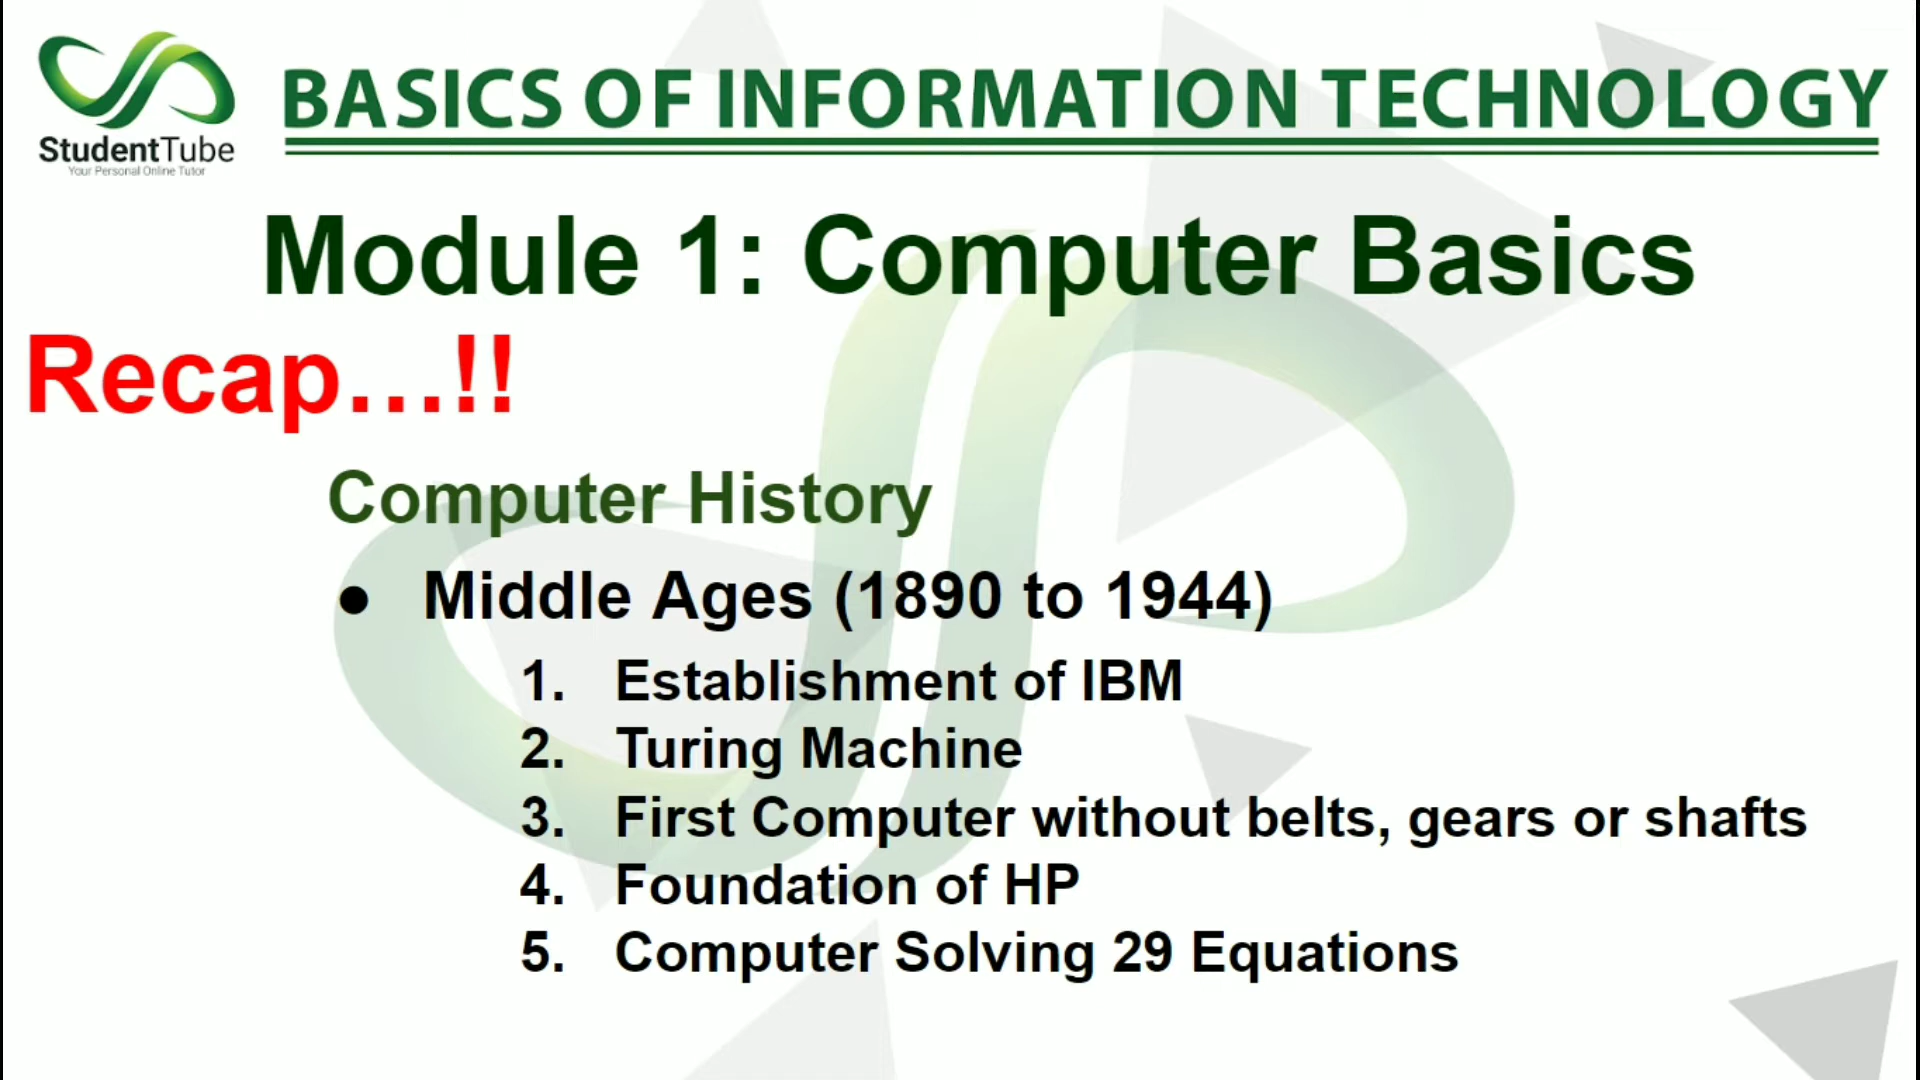 BASICS OF INFORMATION TECHNOLOGY
StudentTube
Your Personal Online Tutor
Module 1: Computer Basics
Recap...!!
Computer History
● Middle Ages (1890 to 1944)
1. Establishment of IBM
2. Turing Machine
3. First Computer without belts, gears or shafts
4. Foundation of HP
5. Computer Solving 29 Equations